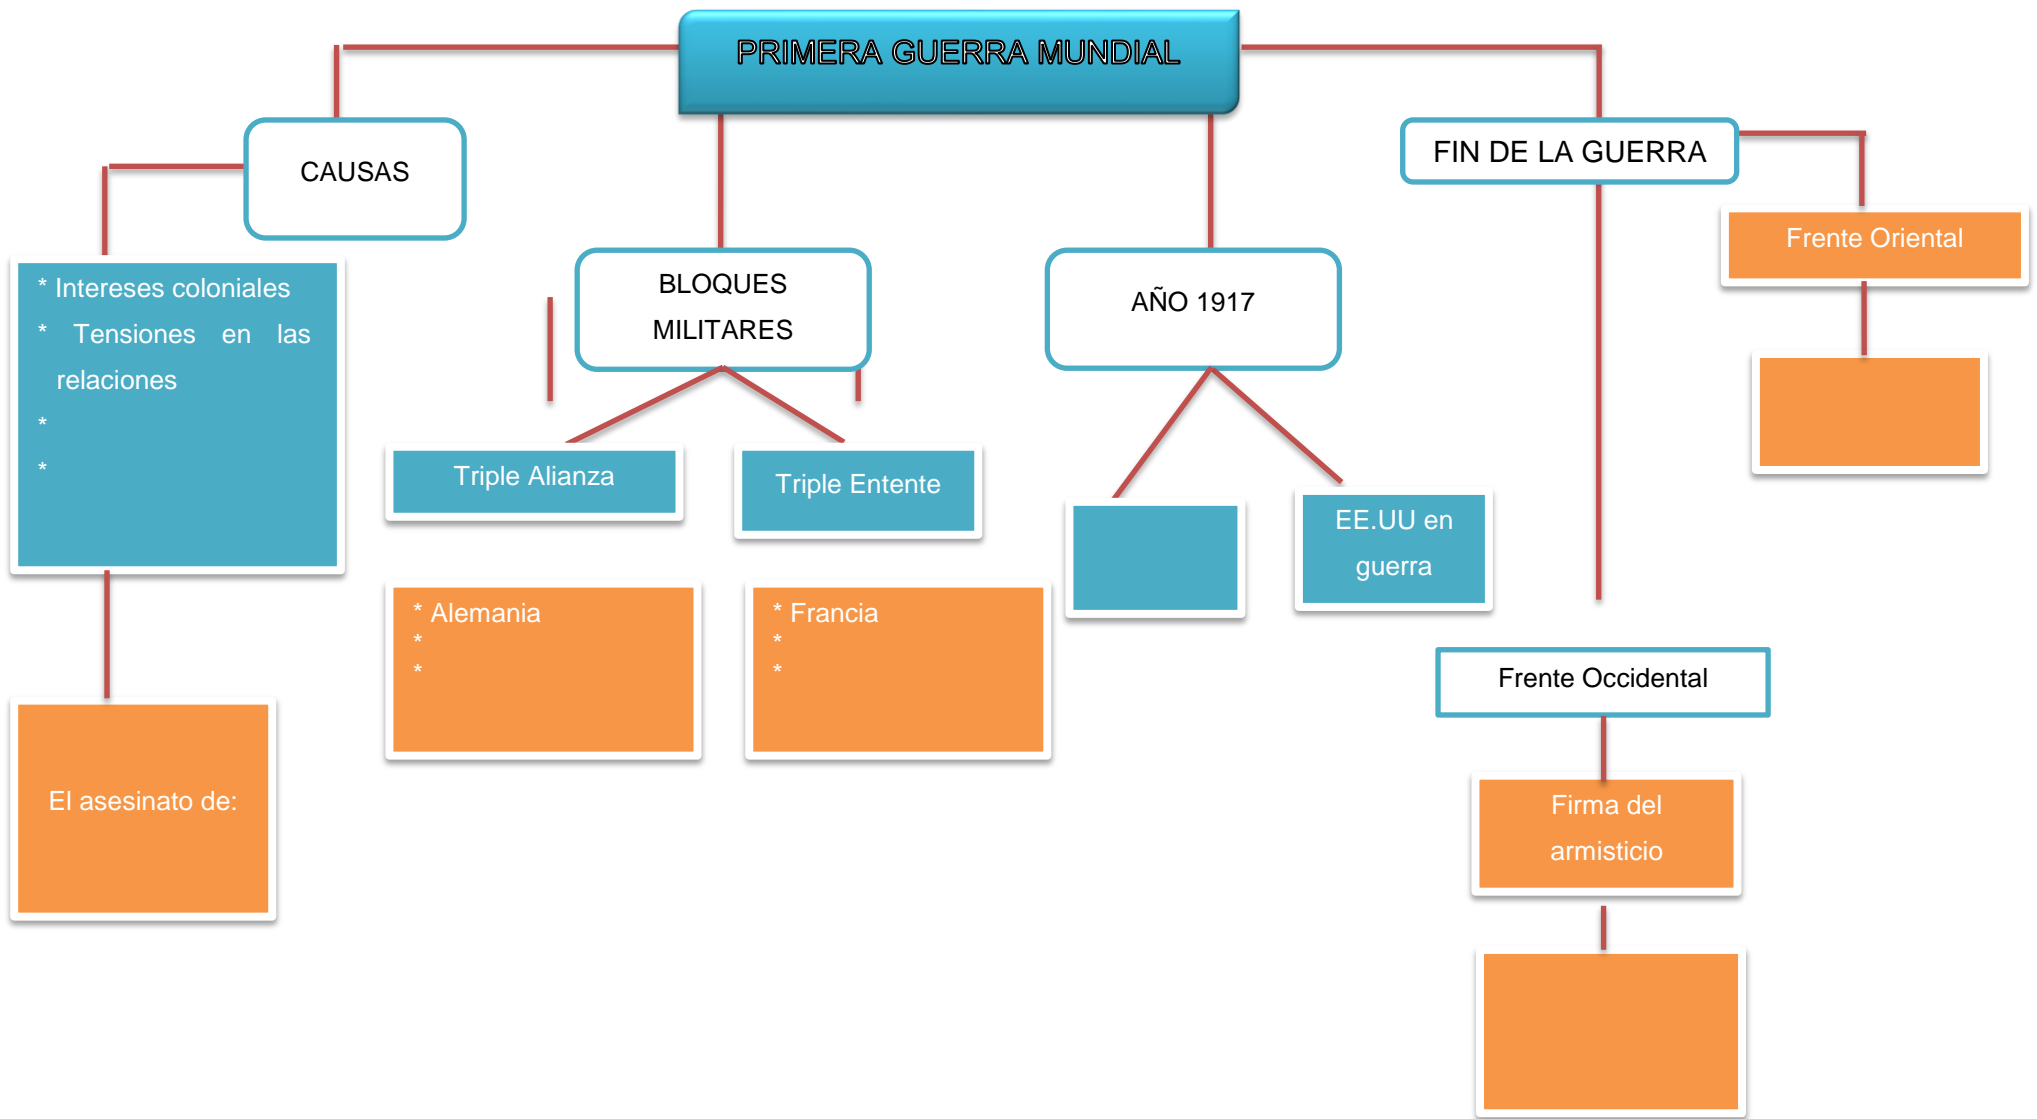 PRIMERA GUERRA MUNDIAL
CAUSAS
* Intereses coloniales
* Tensiones en las
relaciones
*
*
El asesinato de:
BLOQUES
MILITARES
Triple Alianza
* Alemania
*
*
Triple Entente
* Francia
*
*
AÑO 1917
EE.UU en
guerra
FIN DE LA GUERRA
Frente Oriental
Frente Occidental
Firma del
armisticio